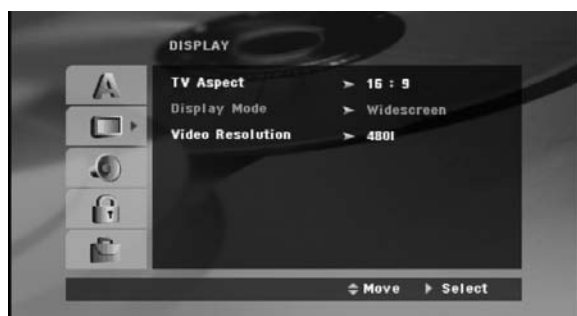 DISPLAY
TV Aspect ➤ 16 : 9
Display Mode ➤ Widescreen
Video Resolution ➤ 480I
Move Select